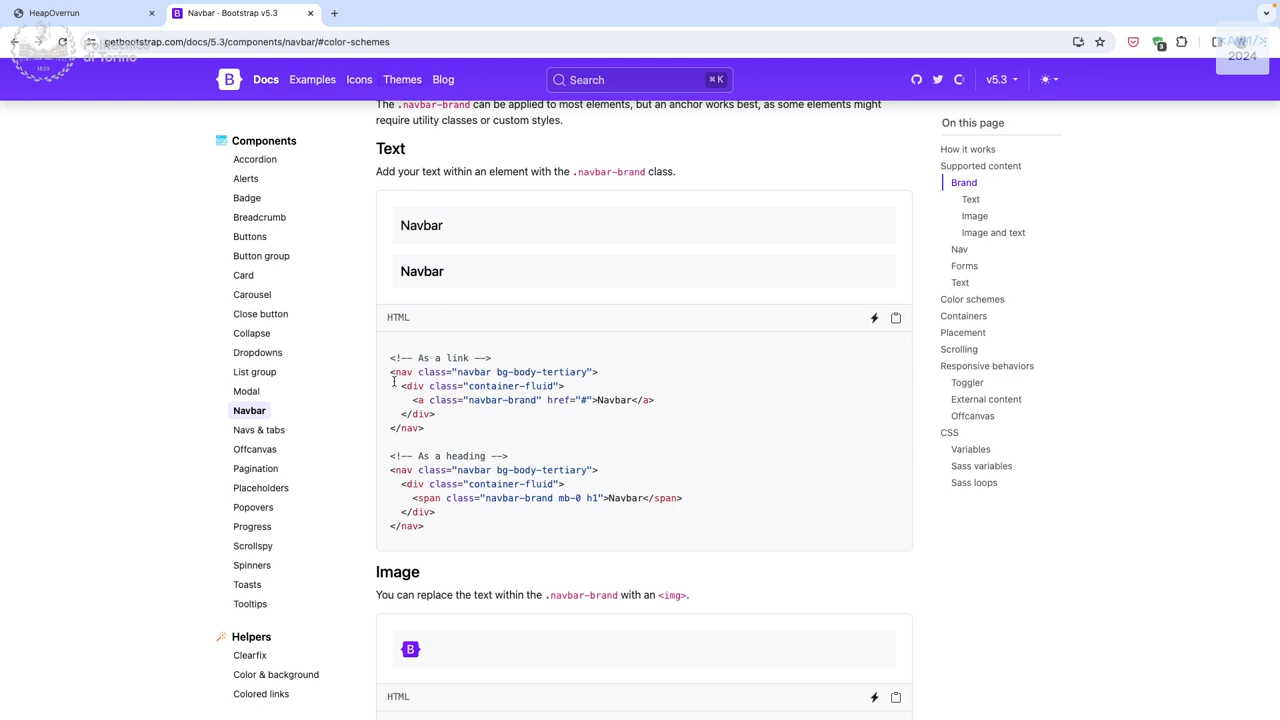 HeapOverrun
Navbar · Bootstrap v5.3
getbootstrap.com/docs/5.3/components/navbar/#color-schemes
Politecnico
di Torino
1859
2024
3
B
Docs
Examples
Icons
Themes
Blog
Search
⌘ K
v5.3
The .navbar-brand can be applied to most elements, but an anchor works best, as some elements might
require utility classes or custom styles.
Components
Accordion
Alerts
Badge
Breadcrumb
Buttons
Button group
Card
Carousel
Close button
Collapse
Dropdowns
List group
Modal
Navbar
Navs & tabs
Offcanvas
Pagination
Placeholders
Popovers
Progress
Scrollspy
Spinners
Toasts
Tooltips
Helpers
Clearfix
Color & background
Colored links
Text
Add your text within an element with the .navbar-brand class.
Navbar
Navbar
HTML
<!-- As a link -->
<nav class="navbar bg-body-tertiary">
<div class="container-fluid">
<a class="navbar-brand" href="#">Navbar</a>
</div>
</nav>
<!-- As a heading -->
<nav class="navbar bg-body-tertiary">
<div class="container-fluid">
<span class="navbar-brand mb-0 h1">Navbar</span>
</div>
</nav>
Image
You can replace the text within the .navbar-brand with an <img>.
B
HTML
On this page
How it works
Supported content
Brand
Text
Image
Image and text
Nav
Forms
Text
Color schemes
Containers
Placement
Scrolling
Responsive behaviors
Toggler
External content
Offcanvas
CSS
Variables
Sass variables
Sass loops